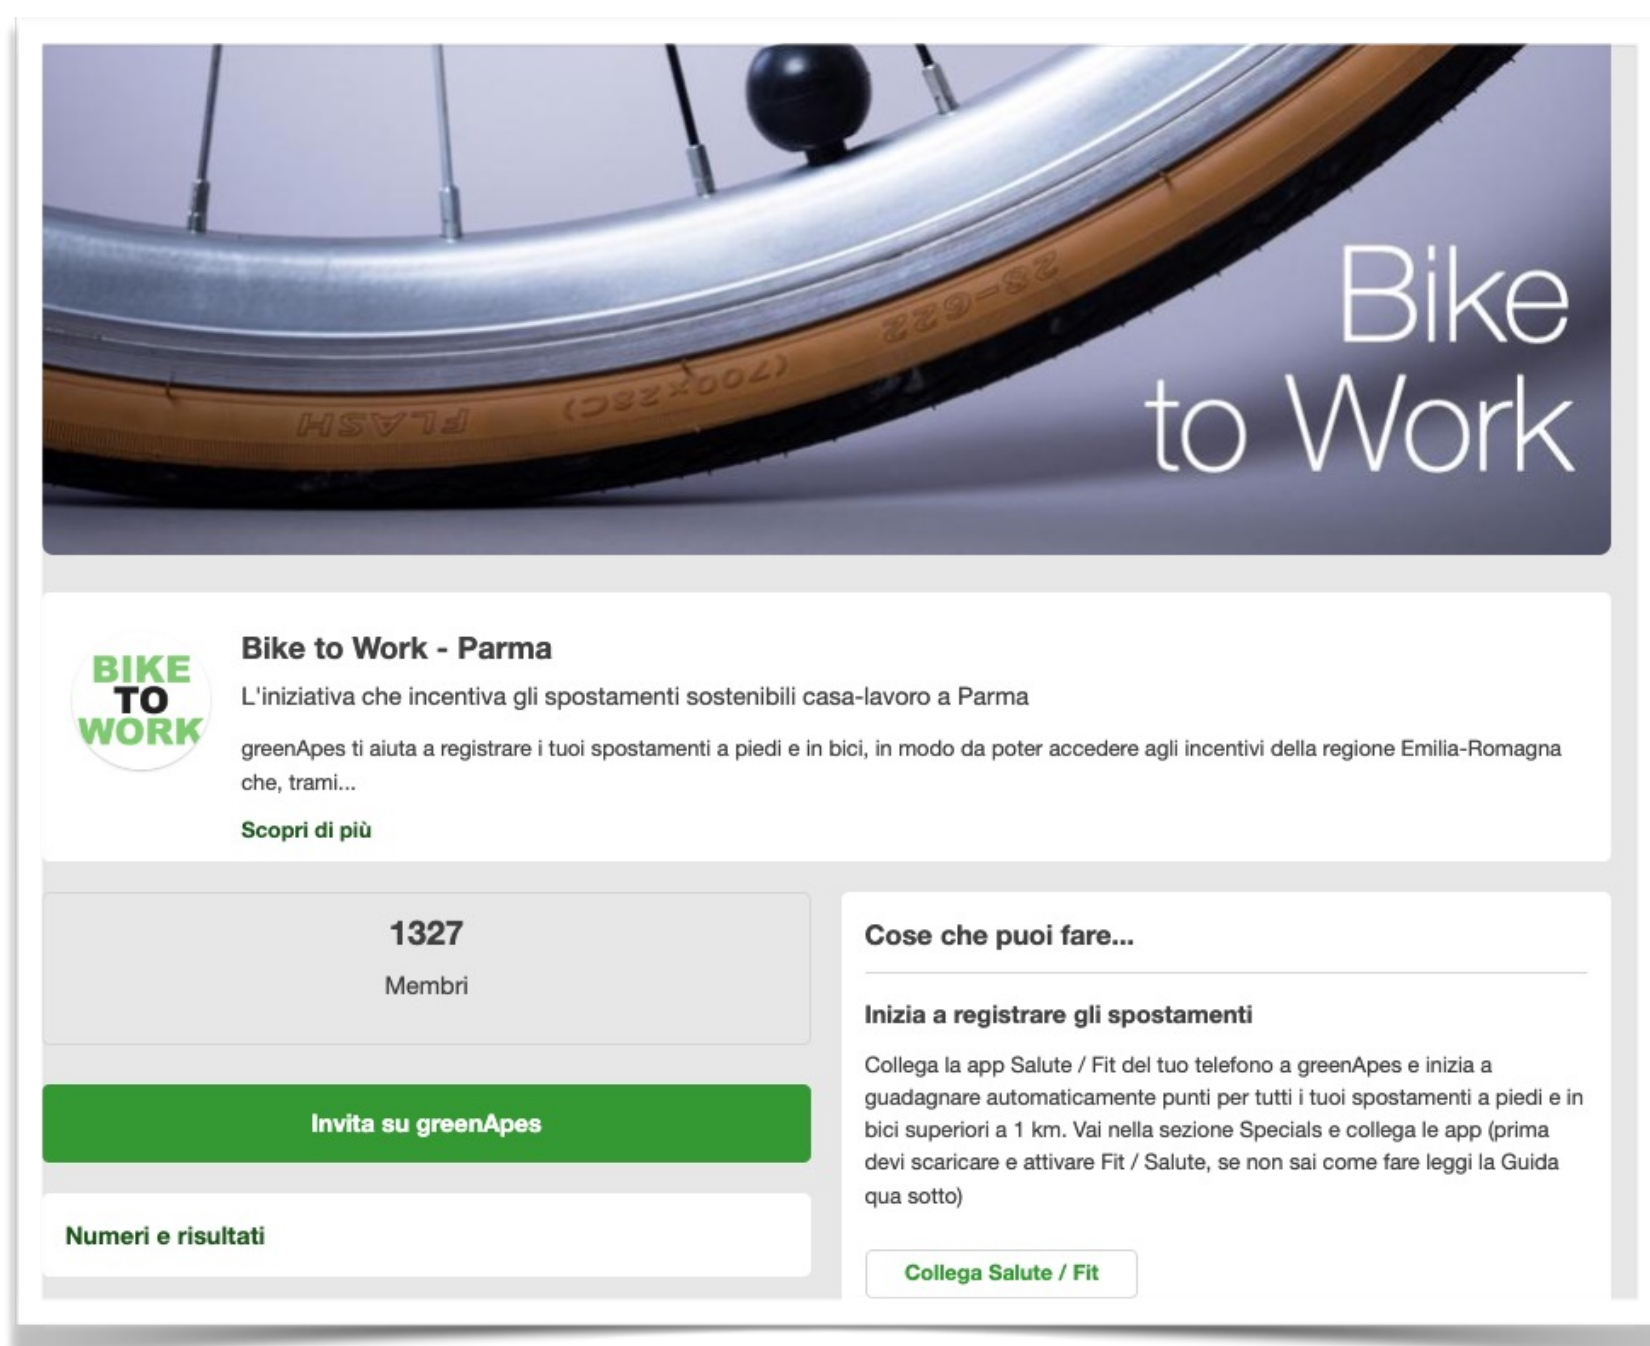 Bike
to Work
28-622
(700x28C)
FLASH
BIKE
TO
WORK
Bike to Work - Parma
L'iniziativa che incentiva gli spostamenti sostenibili casa-lavoro a Parma
greenApes ti aiuta a registrare i tuoi spostamenti a piedi e in bici, in modo da poter accedere agli incentivi della regione Emilia-Romagna
che, trami...
Scopri di più
1327
Membri
Invita su greenApes
Numeri e risultati
Cose che puoi fare...
Inizia a registrare gli spostamenti
Collega la app Salute / Fit del tuo telefono a greenApes e inizia a
guadagnare automaticamente punti per tutti i tuoi spostamenti a piedi e in
bici superiori a 1 km. Vai nella sezione Specials e collega le app (prima
devi scaricare e attivare Fit / Salute, se non sai come fare leggi la Guida
qua sotto)
Collega Salute / Fit